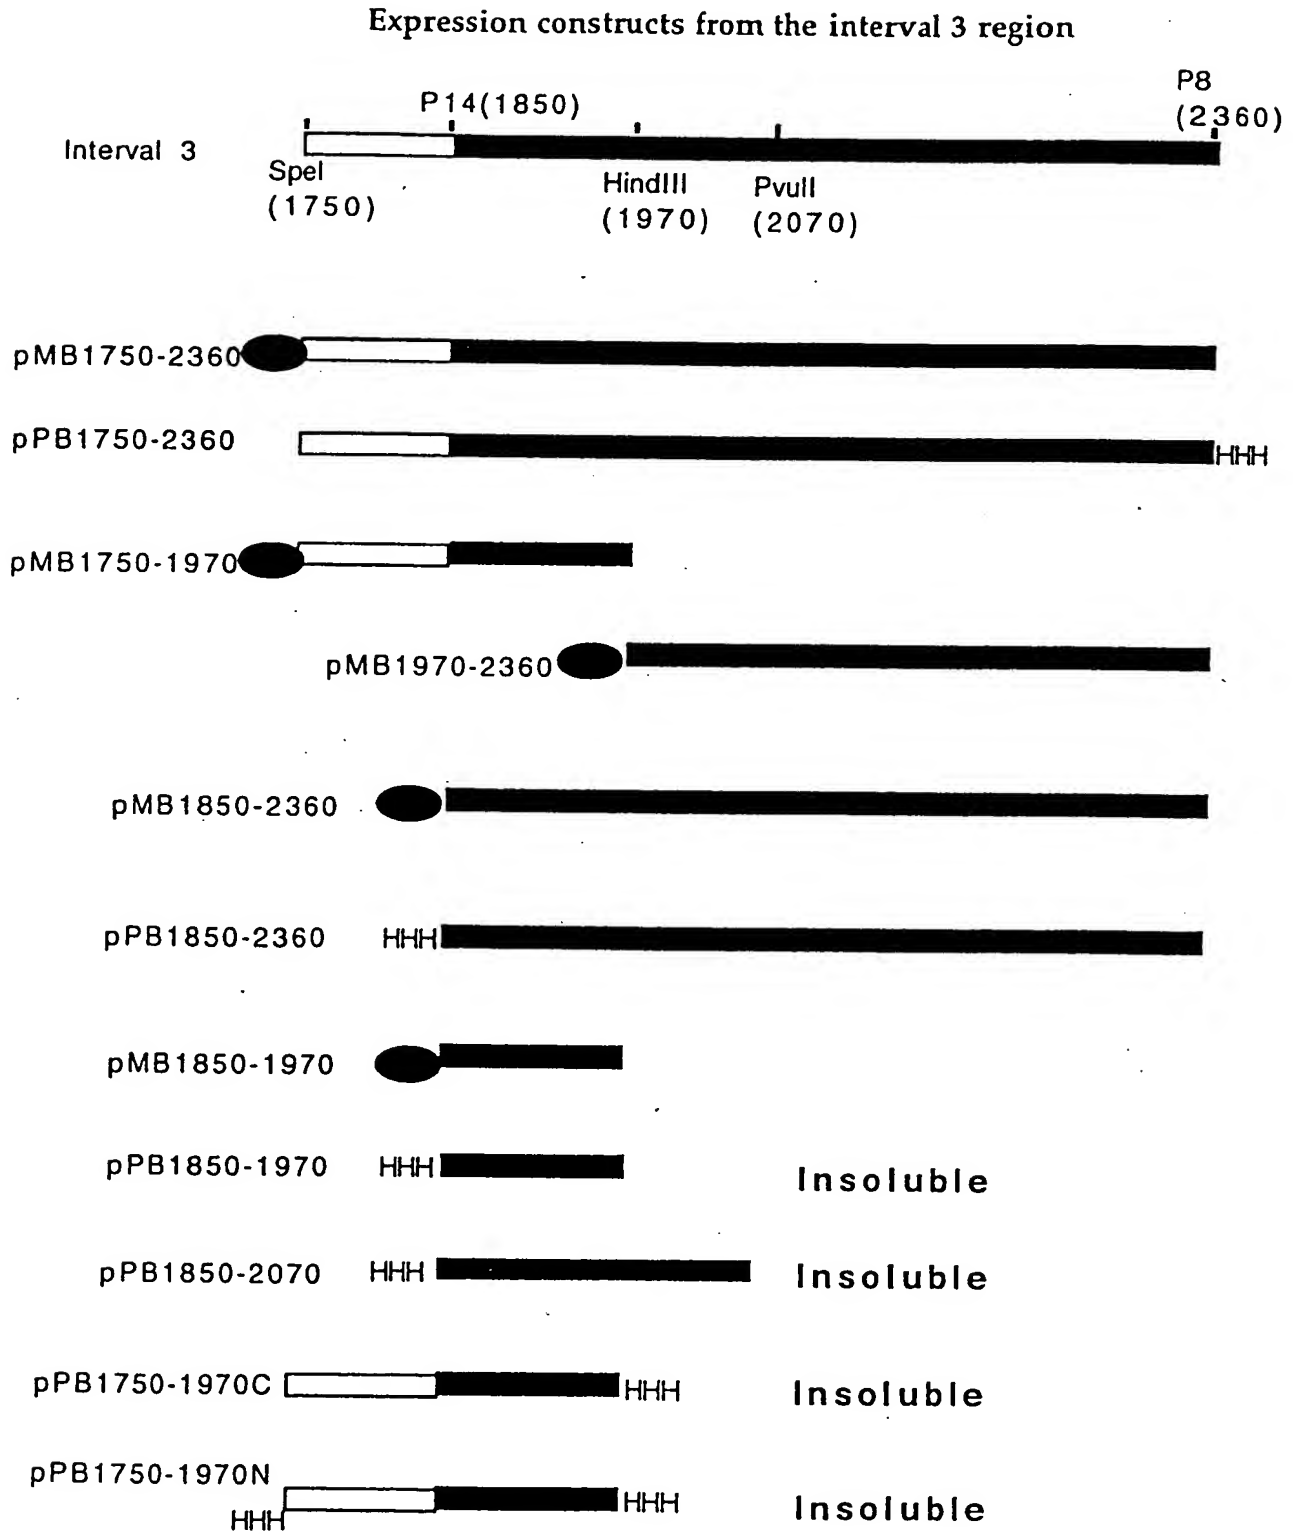 Expression constructs from the interval 3 region
P8
(2360)
P14(1850)
Interval 3
SpeI
(1750)
HindIII
(1970)
PvuII
(2070)
pMB1750-2360
pPB1750-2360
HHH
pMB1750-1970
pMB1970-2360
pMB1850-2360
pPB1850-2360 HHH
pMB1850-1970
pPB1850-1970 HHH Insoluble
pPB1850-2070 HHH Insoluble
pPB1750-1970C HHH Insoluble
pPB1750-1970N
HHH HHH Insoluble